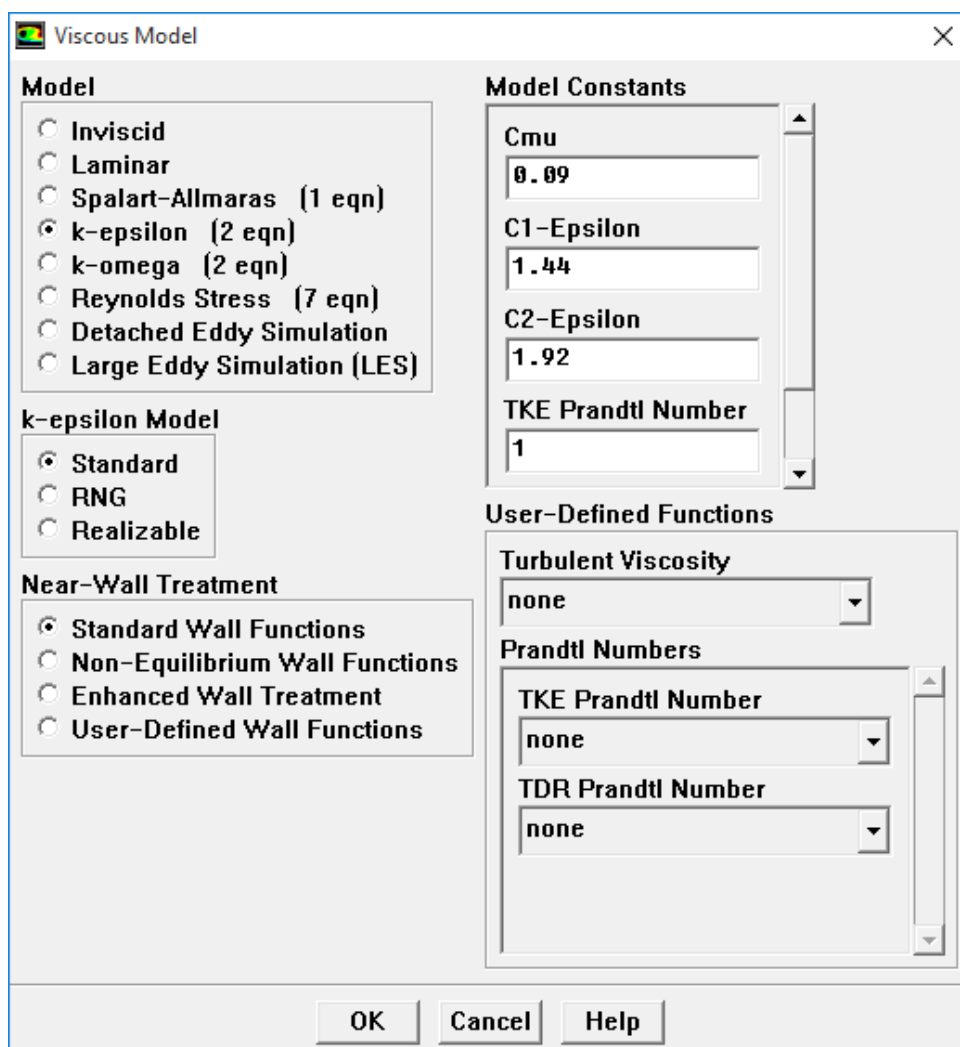 Viscous Model
Model
Inviscid
Laminar
Spalart-Allmaras (1 eqn)
k-epsilon (2 eqn)
k-omega (2 eqn)
Reynolds Stress (7 eqn)
Detached Eddy Simulation
Large Eddy Simulation (LES)
k-epsilon Model
Standard
RNG
Realizable
Near-Wall Treatment
Standard Wall Functions
Non-Equilibrium Wall Functions
Enhanced Wall Treatment
User-Defined Wall Functions
Model Constants
Cmu
0.09
C1-Epsilon
1.44
C2-Epsilon
1.92
TKE Prandtl Number
1
User-Defined Functions
Turbulent Viscosity
none
Prandtl Numbers
TKE Prandtl Number
none
TDR Prandtl Number
none
OK
Cancel
Help